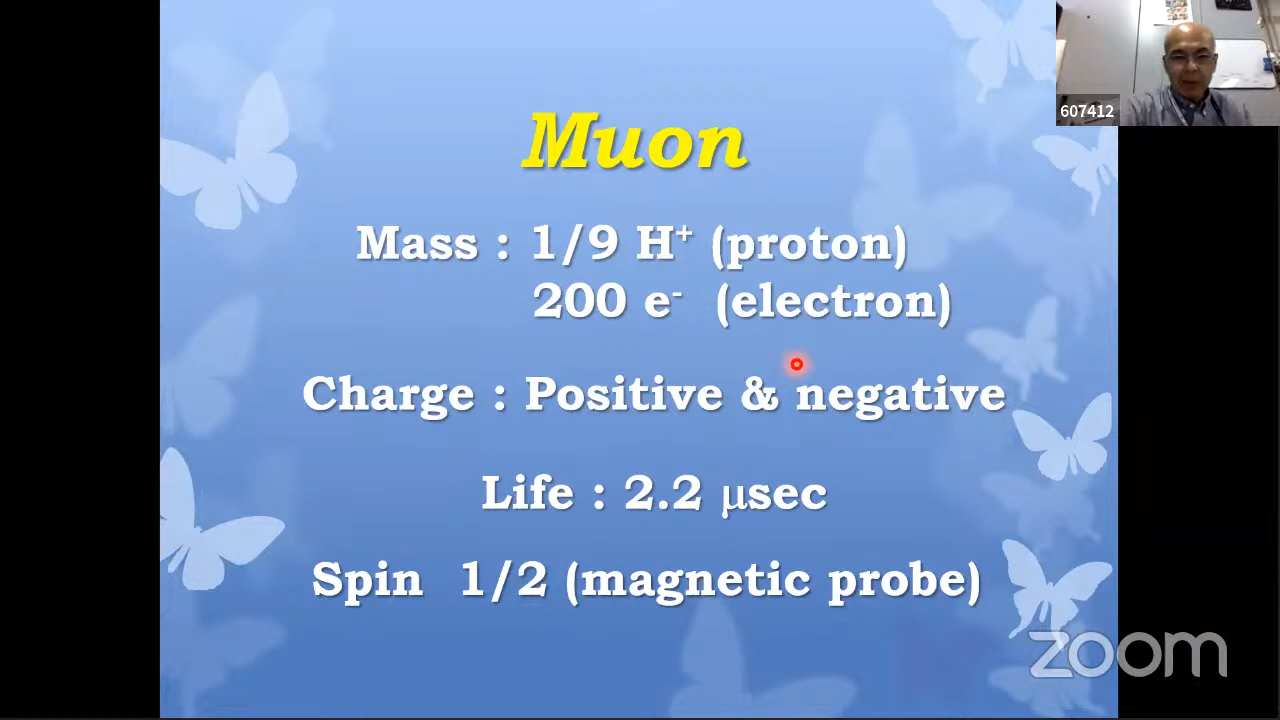 607412
Muon
Mass : 1/9 H⁺ (proton)
200 e⁻ (electron)
Charge : Positive & negative
Life : 2.2 μsec
Spin 1/2 (magnetic probe)
zoom